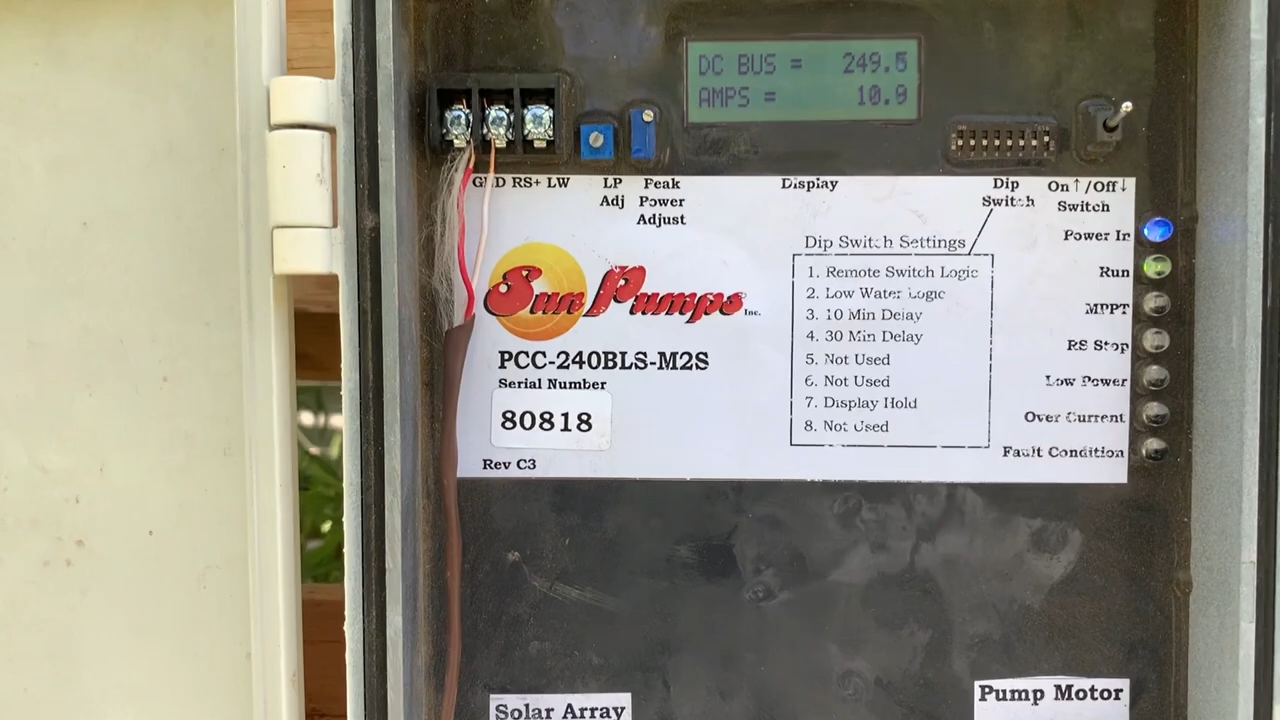 DC BUS = 249.5
AMPS = 10.9
GND RS+ LW
LP
Adj
Peak
Power
Adjust
Display
Dip
Switch
On↑/Off↓
Switch
Power In
Run
MPPT
RS Stop
Low Power
Over Current
Fault Condition
Dip Switch Settings
1. Remote Switch Logic
2. Low Water Logic
3. 10 Min Delay
4. 30 Min Delay
5. Not Used
6. Not Used
7. Display Hold
8. Not Used
Sun Pumps Inc.
PCC-240BLS-M2S
Serial Number
80818
Rev C3
Solar Array
Pump Motor